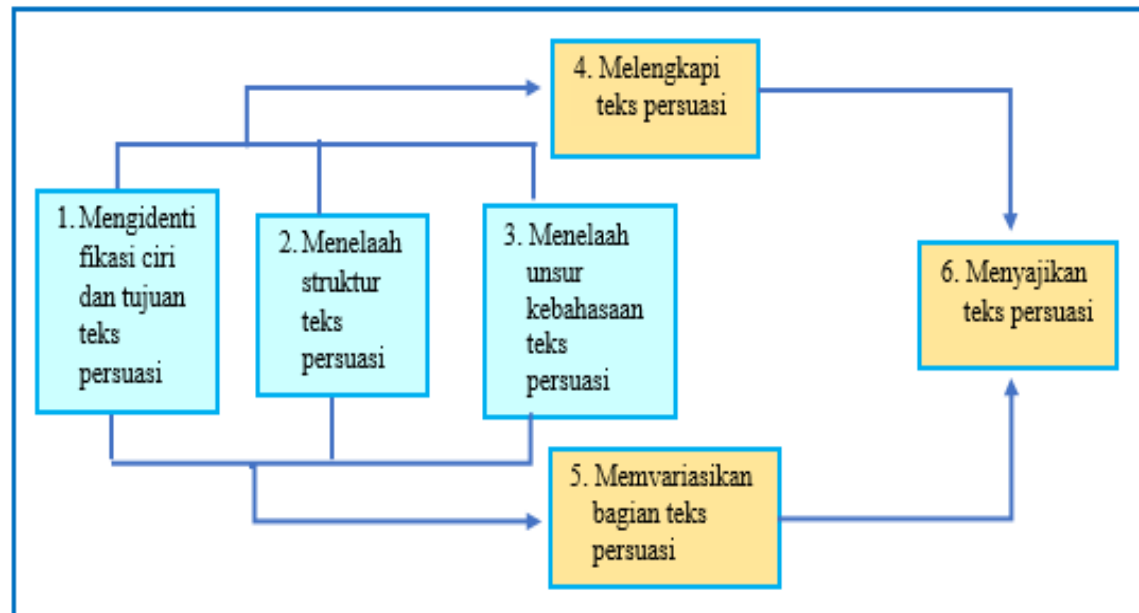 1. Mengidenti
fikasi ciri
dan tujuan
teks
persuasi
2. Menelaah
struktur
teks
persuasi
3. Menelaah
unsur
kebahasaan
teks
persuasi
4. Melengkapi
teks persuasi
5. Memvariasikan
bagian teks
persuasi
6. Menyajikan
teks persuasi